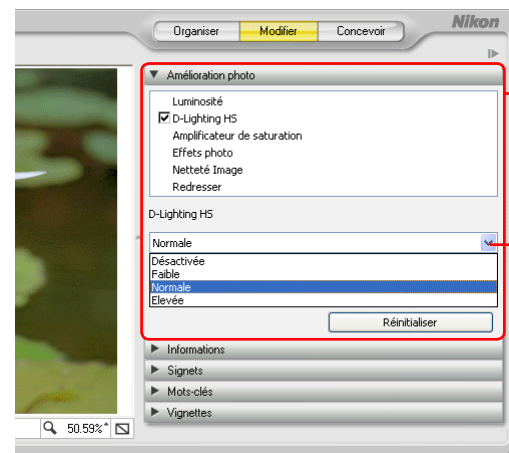 Organiser Modifier Concevoir Nikon
Amélioration photo
Luminosité
D-Lighting HS
Amplificateur de saturation
Effets photo
Netteté Image
Redresser
D-Lighting HS
Normale
Désactivée
Faible
Normale
Elevée
Réinitialiser
Informations
Signets
Mots-clés
Vignettes
50.59%